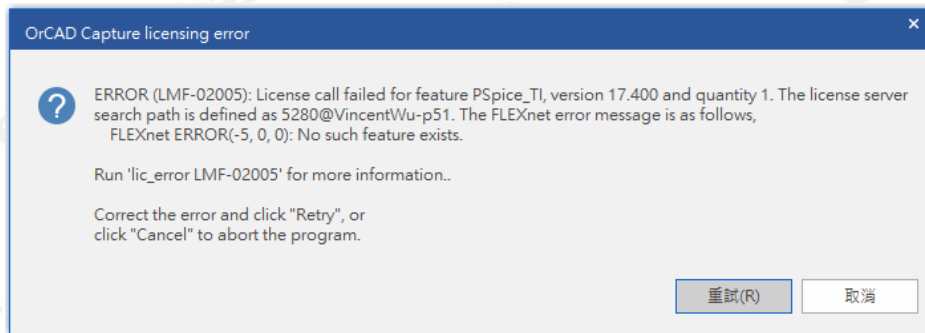 OrCAD Capture licensing error
ERROR (LMF-02005): License call failed for feature PSpice_TI, version 17.400 and quantity 1. The license server
search path is defined as 5280@VincentWu-p51. The FLEXnet error message is as follows,
FLEXnet ERROR(-5, 0, 0): No such feature exists.
Run 'lic_error LMF-02005' for more information..
Correct the error and click "Retry", or
click "Cancel" to abort the program.
重試(R)
取消